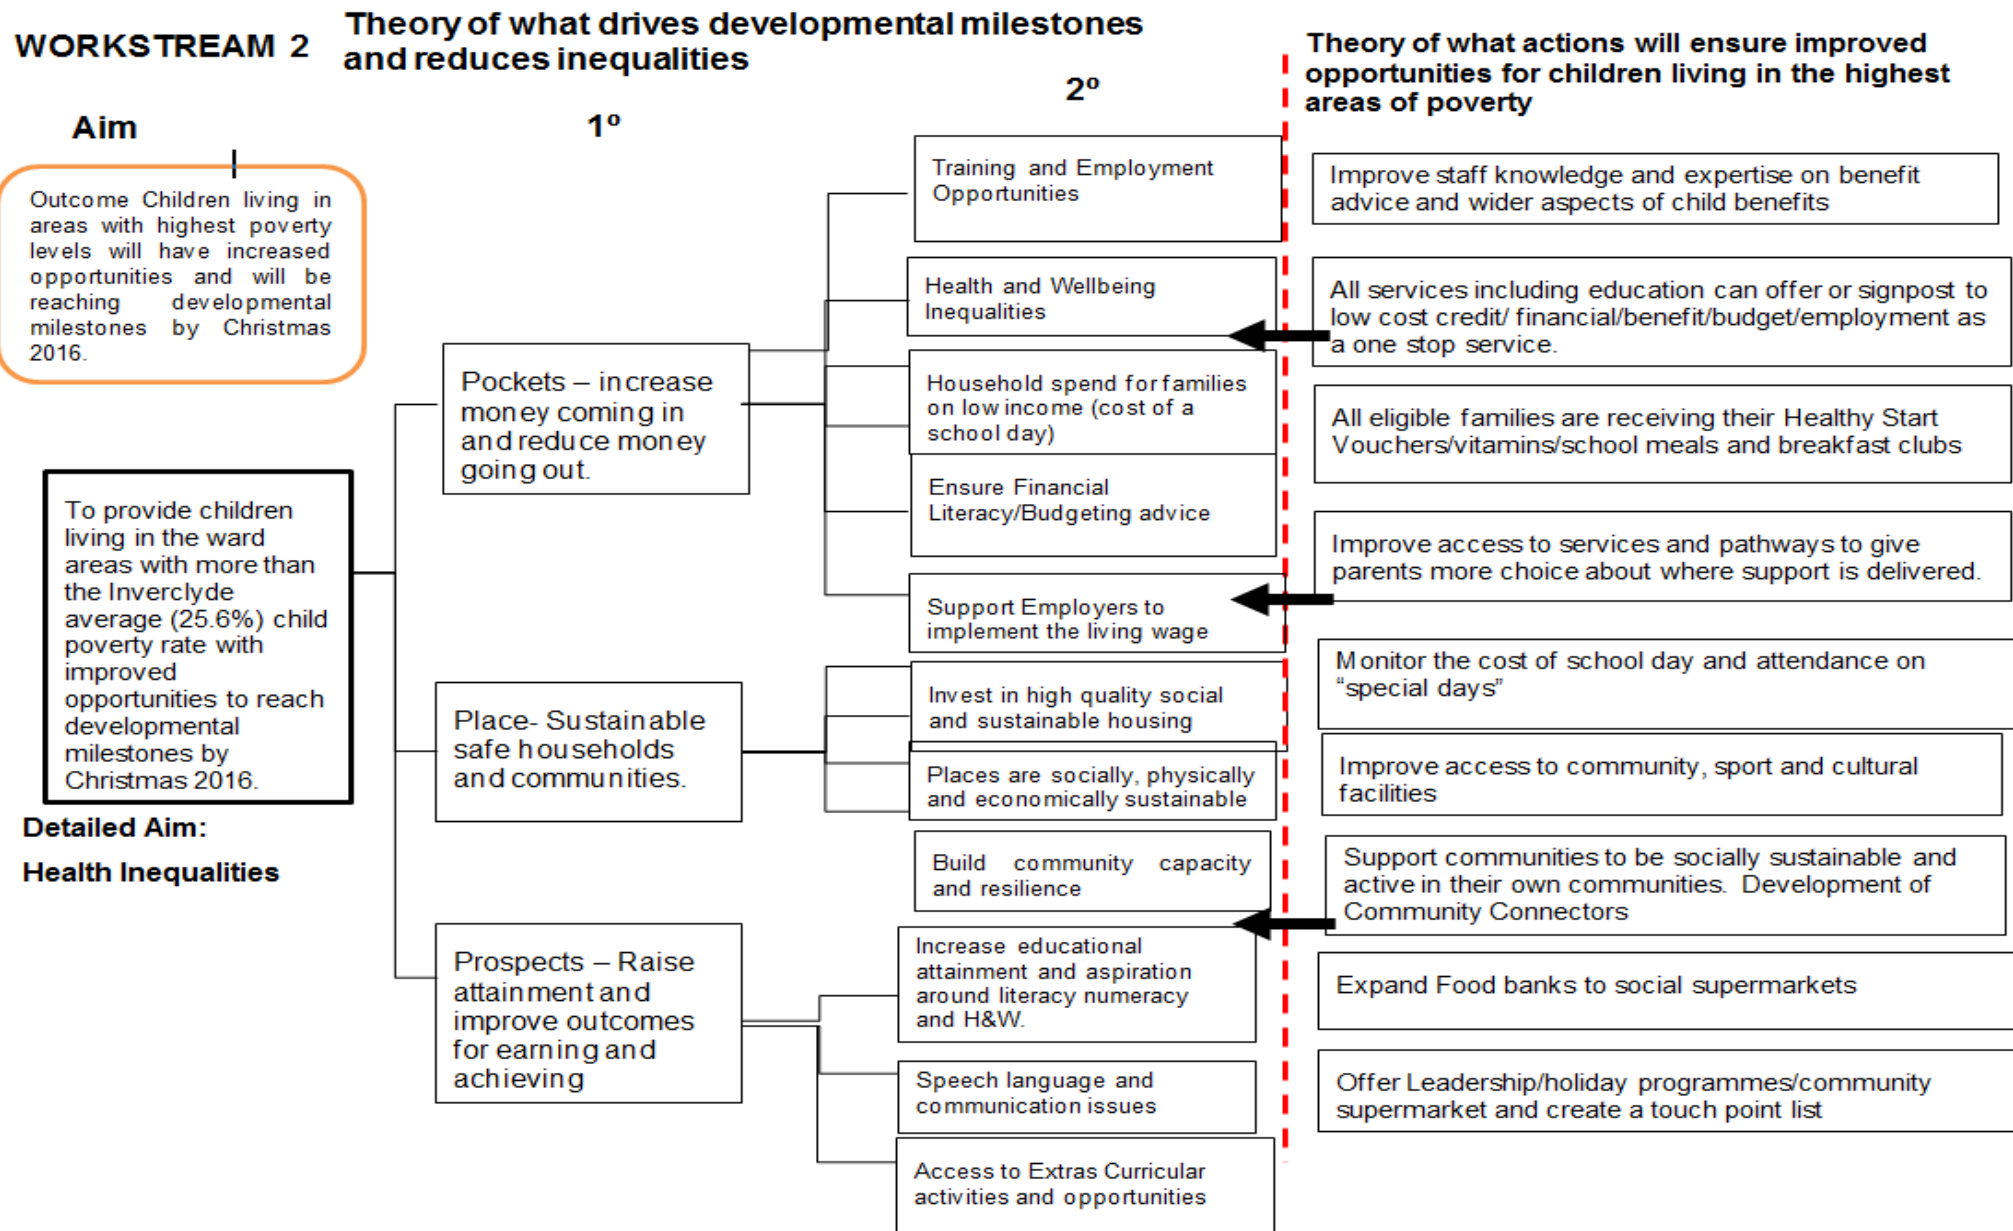 WORKSTREAM 2
Theory of what drives developmental milestones
and reduces inequalities
Theory of what actions will ensure improved
opportunities for children living in the highest
areas of poverty
Aim
1º
2º
Outcome Children living in
areas with highest poverty
levels will have increased
opportunities and will be
reaching developmental
milestones by Christmas
2016.
To provide children
living in the ward
areas with more than
the Inverclyde
average (25.6%) child
poverty rate with
improved
opportunities to reach
developmental
milestones by
Christmas 2016.
Detailed Aim:
Health Inequalities
Pockets – increase
money coming in
and reduce money
going out.
Place- Sustainable
safe households
and communities.
Prospects – Raise
attainment and
improve outcomes
for earning and
achieving
Training and Employment
Opportunities
Health and Wellbeing
Inequalities
Household spend for families
on low income (cost of a
school day)
Ensure Financial
Literacy/Budgeting advice
Support Employers to
implement the living wage
Invest in high quality social
and sustainable housing
Places are socially, physically
and economically sustainable
Build community capacity
and resilience
Increase educational
attainment and aspiration
around literacy numeracy
and H&W.
Speech language and
communication issues
Access to Extras Curricular
activities and opportunities
Improve staff knowledge and expertise on benefit
advice and wider aspects of child benefits
All services including education can offer or signpost to
low cost credit/ financial/benefit/budget/employment as
a one stop service.
All eligible families are receiving their Healthy Start
Vouchers/vitamins/school meals and breakfast clubs
Improve access to services and pathways to give
parents more choice about where support is delivered.
Monitor the cost of school day and attendance on
“special days”
Improve access to community, sport and cultural
facilities
Support communities to be socially sustainable and
active in their own communities. Development of
Community Connectors
Expand Food banks to social supermarkets
Offer Leadership/holiday programmes/community
supermarket and create a touch point list